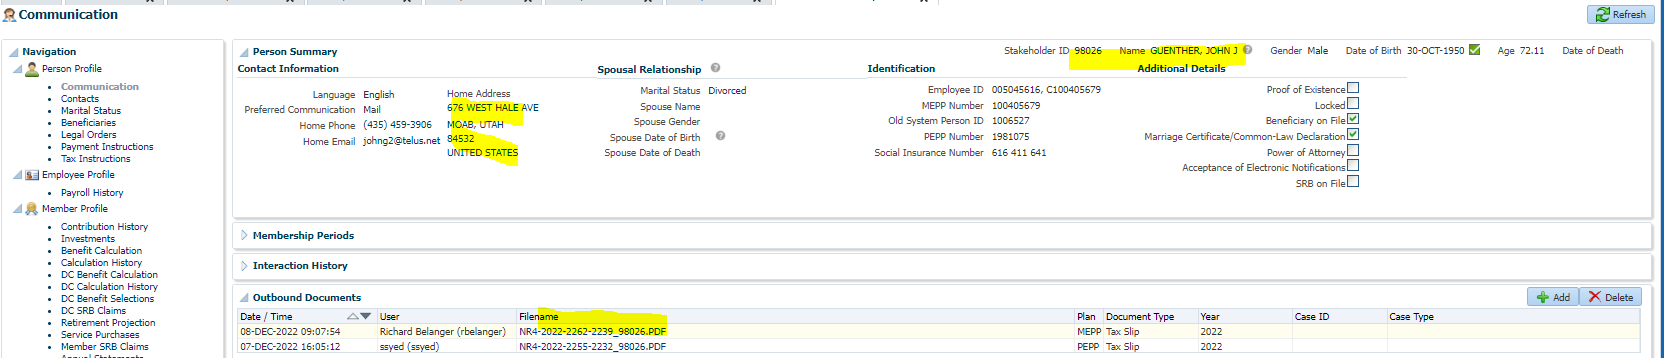 Communication
Refresh
Navigation
Person Profile
Communication
Contacts
Marital Status
Beneficiaries
Legal Orders
Payment Instructions
Tax Instructions
Employee Profile
Payroll History
Member Profile
Contribution History
Investments
Benefit Calculation
Calculation History
DC Benefit Calculation
DC Calculation History
DC Benefit Selections
DC SRB Claims
Retirement Projection
Service Purchases
Member SRB Claims
Annual Statements
Person Summary
Stakeholder ID 98026 Name GUENTHER, JOHN J Gender Male Date of Birth 30-OCT-1950 Age 72.11 Date of Death
Contact Information
Language English
Preferred Communication Mail
Home Phone (435) 459-3906
Home Email johng2@telus.net
Home Address
676 WEST HALE AVE
MOAB, UTAH
84532
UNITED STATES
Spousal Relationship
Marital Status Divorced
Spouse Name
Spouse Gender
Spouse Date of Birth
Spouse Date of Death
Identification
Employee ID 005045616, C100405679
MEPP Number 100405679
Old System Person ID 1006527
PEPP Number 1981075
Social Insurance Number 616 411 641
Additional Details
Proof of Existence
Locked
Beneficiary on File
Marriage Certificate/Common-Law Declaration
Power of Attorney
Acceptance of Electronic Notifications
SRB on File
Membership Periods
Interaction History
Outbound Documents
Add Delete
Date / Time User Filename Plan Document Type Year Case ID Case Type
08-DEC-2022 09:07:54 Richard Belanger (rbelanger) NR4-2022-2262-2239_98026.PDF MEPP Tax Slip 2022
07-DEC-2022 16:05:12 ssyed (ssyed) NR4-2022-2255-2232_98026.PDF PEPP Tax Slip 2022